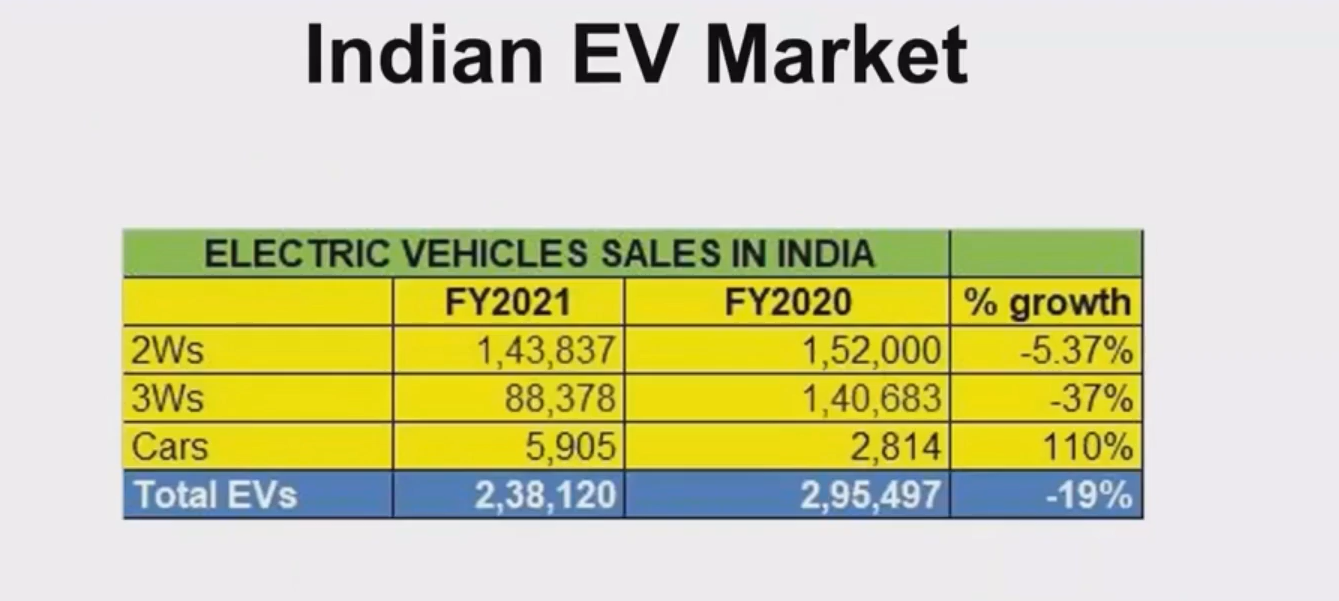 Indian EV Market
ELECTRIC VEHICLES SALES IN INDIA
FY2021 FY2020 % growth
2Ws 1,43,837 1,52,000 -5.37%
3Ws 88,378 1,40,683 -37%
Cars 5,905 2,814 110%
Total EVs 2,38,120 2,95,497 -19%